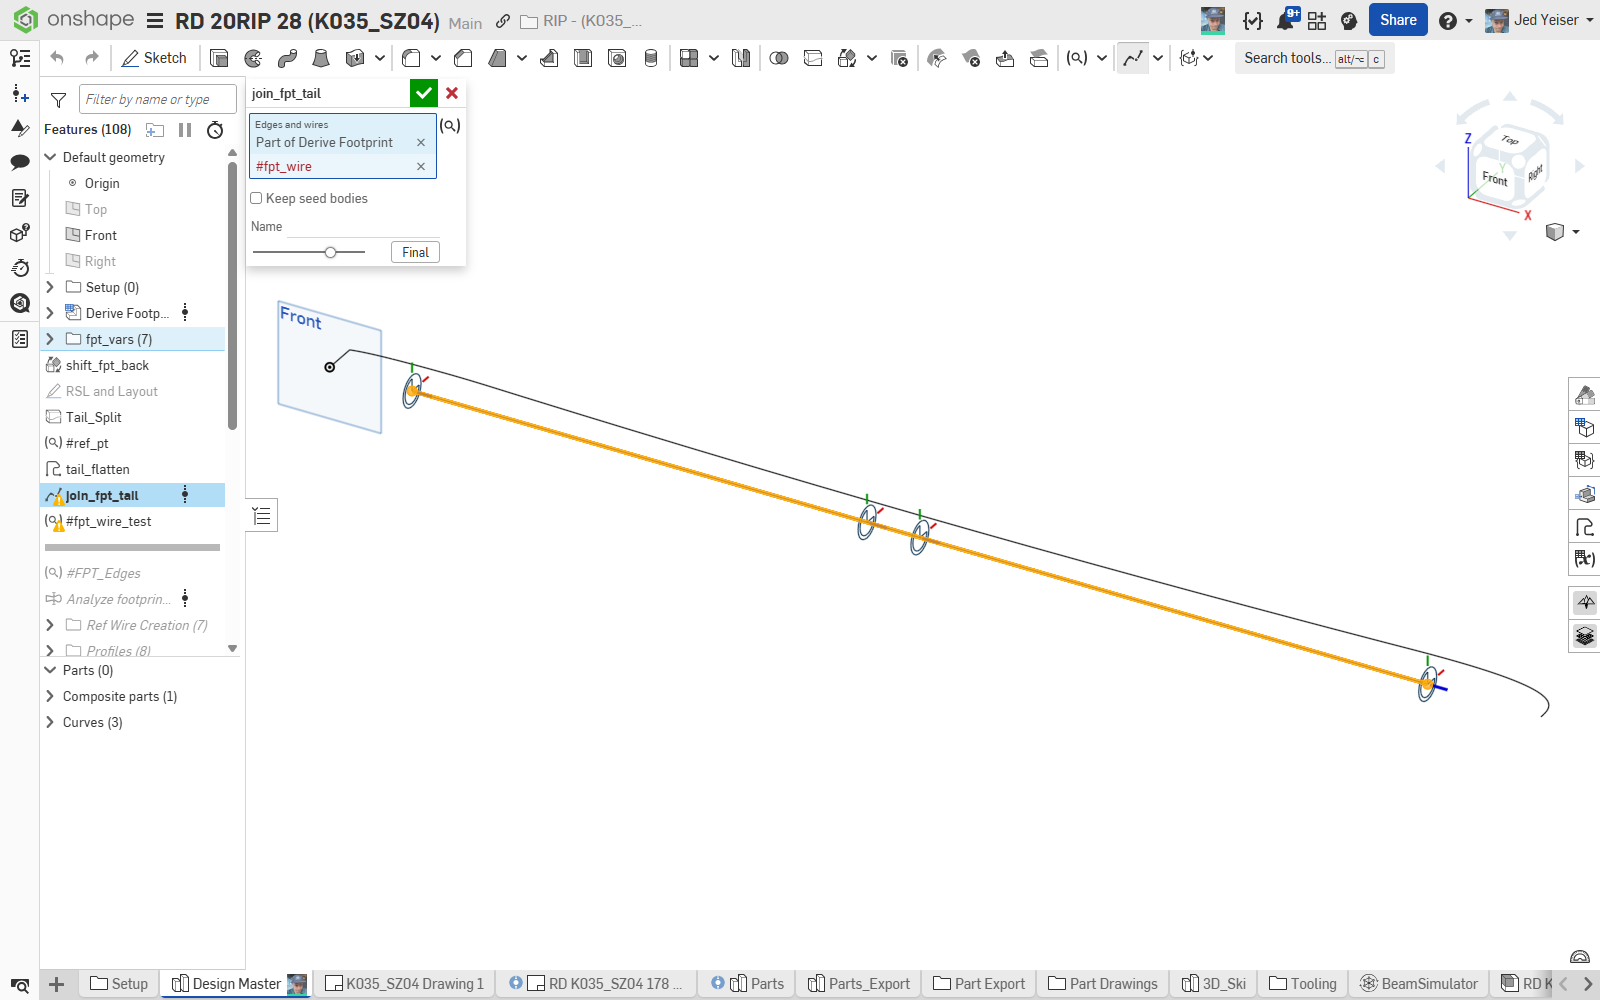 onshape
RD 20RIP 28 (K035_SZ04) Main RIP - (K035_...
9+
Share
Jed Yeiser
Sketch
Search tools... alt/⌥ c
Filter by name or type
Features (108)
Default geometry
Origin
Top
Front
Right
Setup (0)
Derive Footp...
fpt_vars (7)
shift_fpt_back
RSL and Layout
Tail_Split
#ref_pt
tail_flatten
join_fpt_tail
#fpt_wire_test
#FPT_Edges
Analyze footprin...
Ref Wire Creation (7)
Profiles (8)
Parts (0)
Composite parts (1)
Curves (3)
join_fpt_tail
Edges and wires
Part of Derive Footprint
#fpt_wire
Keep seed bodies
Name
Final
Front
Z
Top
Y
Front
Right
X
Setup
Design Master
K035_SZ04 Drawing 1
RD K035_SZ04 178 ...
Parts
Parts_Export
Part Export
Part Drawings
3D_Ski
Tooling
BeamSimulator
RD K